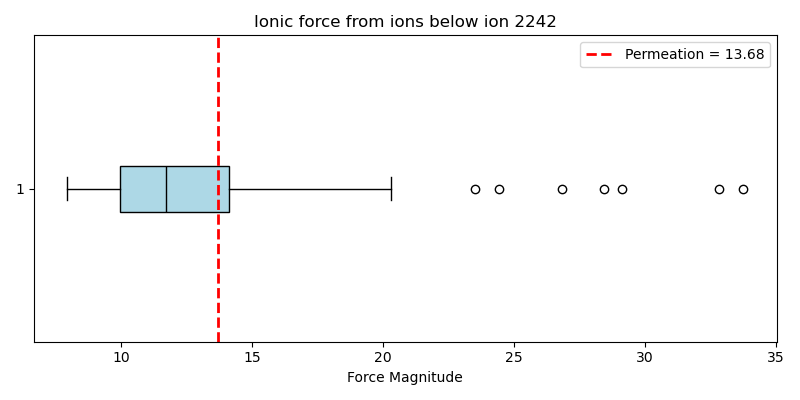 Ionic force from ions below ion 2242
Permeation = 13.68
1
10 15 20 25 30 35
Force Magnitude